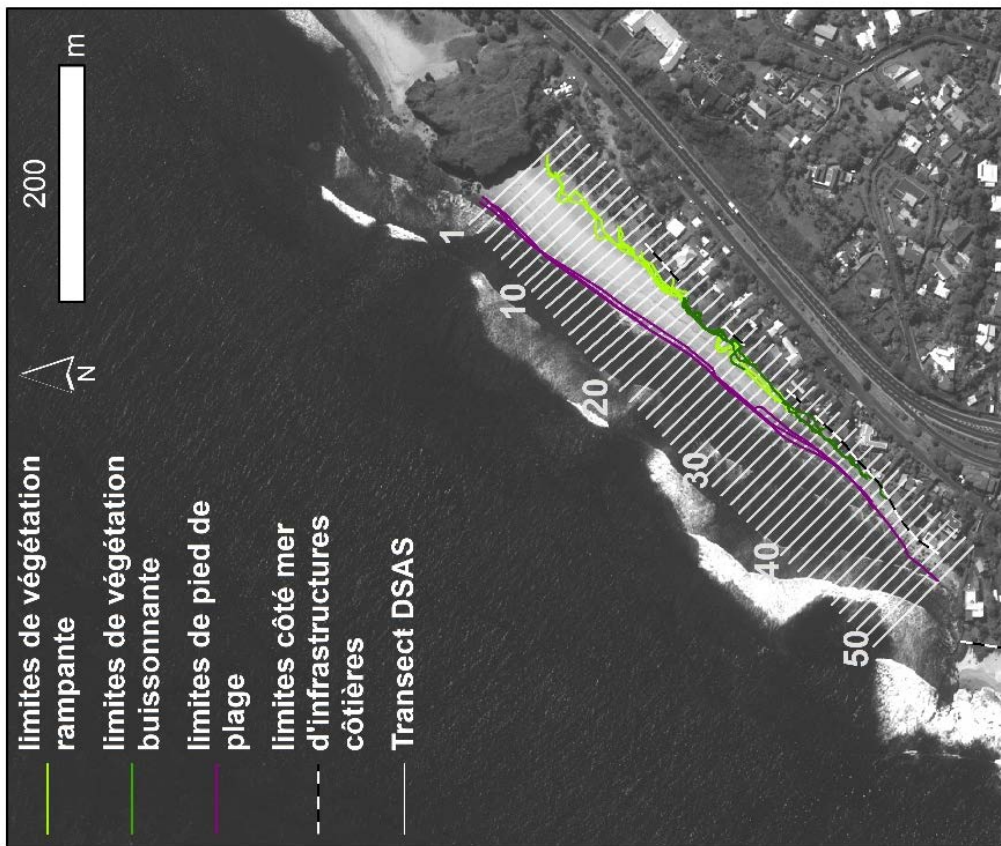 limites de végétation
rampante
limites de végétation
buissonnante
limites de pied de
plage
limites côté mer
d'infrastructures
côtières
Transect DSAS
N
200
m
1
10
20
30
40
50